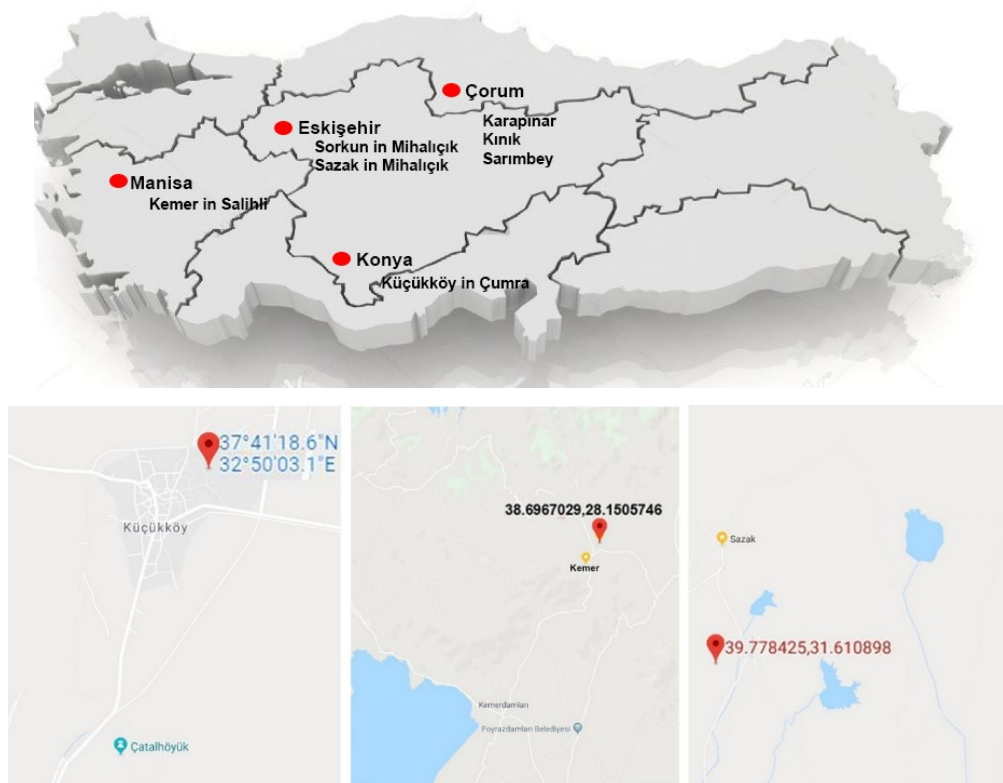 Çorum
Karapınar
Kınık
Sarımbey
Eskişehir
Sorkun in Mihalıçık
Sazak in Mihalıçık
Manisa
Kemer in Salihli
Konya
Küçükköy in Çumra
37°41'18.6"N
32°50'03.1"E
Küçükköy
Çatalhöyük
38.6967029,28.1505746
Kemer
Kemerdamları
Poyrazdamları Belediyesi
Sazak
39.778425,31.610898